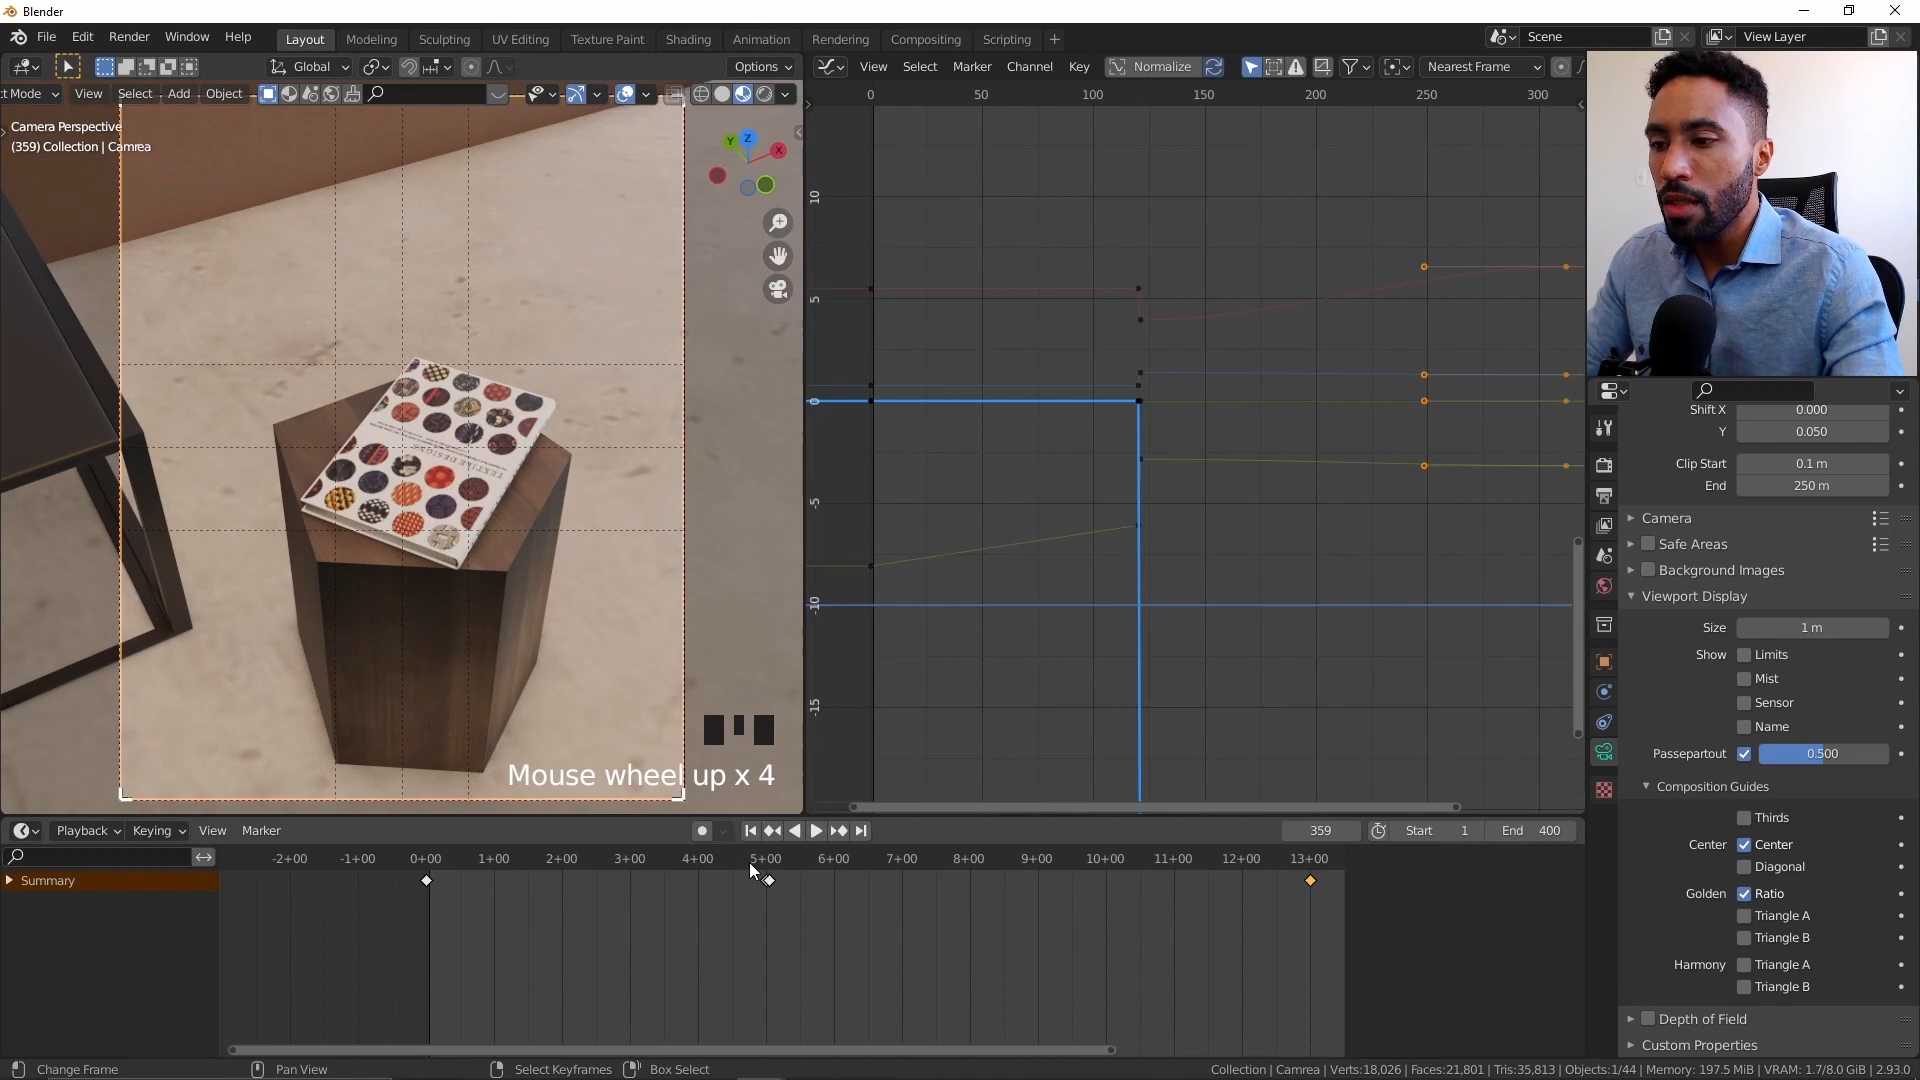 Blender
File Edit Render Window Help
Layout Modeling Sculpting UV Editing Texture Paint Shading Animation Rendering Compositing Scripting +
Scene View Layer
Global Options
View Select Marker Channel Key Normalize Nearest Frame
ct Mode View Select Add Object
0 50 100 150 200 250 300
Camera Perspective
(359) Collection | Camrea
Y Z X
10
5
0
-5
-10
-15
TEXTILE DESIGNS
Mouse wheel up x 4
Shift X 0.000
Y 0.050
Clip Start 0.1 m
End 250 m
Camera
Safe Areas
Background Images
Viewport Display
Size 1 m
Show Limits
Mist
Sensor
Name
Passepartout 0.500
Composition Guides
Thirds
Center Center
Diagonal
Golden Ratio
Triangle A
Triangle B
Harmony Triangle A
Triangle B
Depth of Field
Custom Properties
Playback Keying View Marker 359 Start 1 End 400
-2+00 -1+00 0+00 1+00 2+00 3+00 4+00 5+00 6+00 7+00 8+00 9+00 10+00 11+00 12+00 13+00
Summary
Change Frame Pan View Select Keyframes Box Select
Collection | Camrea | Verts:18,026 | Faces:21,801 | Tris:35,813 | Objects:1/44 | Memory: 197.5 MiB | VRAM: 1.7/8.0 GiB | 2.93.0